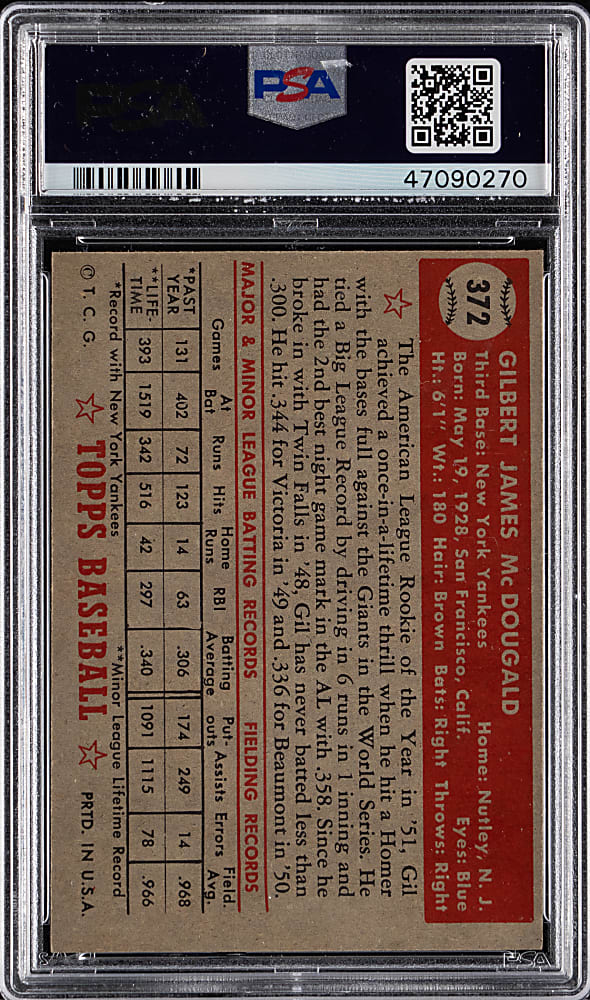 PSA
47090270
372
GILBERT JAMES McDOUGALD
Third Base: New York Yankees Home: Nutley, N. J.
Born: May 19, 1928, San Francisco, Calif. Eyes: Blue
Ht.: 6'1" Wt.: 180 Hair: Brown Bats: Right Throws: Right
The American League Rookie of the Year in '51, Gil
achieved a once-in-a-lifetime thrill when he hit a Homer
with the bases full against the Giants in the World Series. He
tied a Big League Record by driving in 6 runs in 1 inning and
had the 2nd best night game mark in the AL with .358. Since he
broke in with Twin Falls in '48, Gil has never batted less than
.300. He hit .344 for Victoria in '49 and .336 for Beaumont in '50.
MAJOR & MINOR LEAGUE BATTING RECORDS FIELDING RECORDS
Games At Bat Runs Hits Home Runs RBI Batting Average Put-outs Assists Errors Field. Avg.
*PAST YEAR 131 402 72 123 14 63 .306 174 249 14 .968
**LIFE-TIME 393 1519 342 516 42 297 .340 1091 1115 78 .966
*Record with New York Yankees **Minor League Lifetime Record
© T. C. G. TOPPS BASEBALL PRTD. IN U.S.A.
PSA